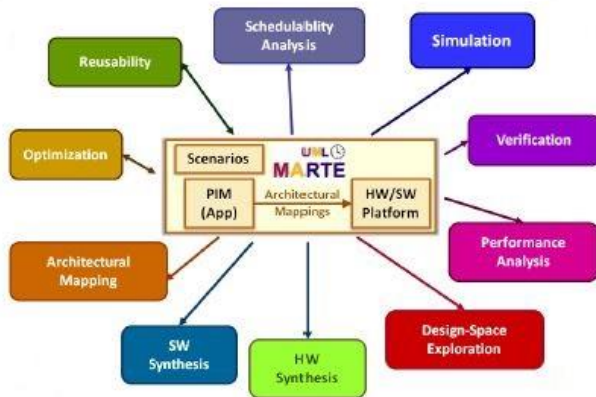 Schedulablity
Analysis
Simulation
Reusability
Verification
Optimization
Scenarios
UML
MARTE
PIM
(App)
Architectural
Mappings
HW/SW
Platform
Performance
Analysis
Architectural
Mapping
Design-Space
Exploration
SW
Synthesis
HW
Synthesis